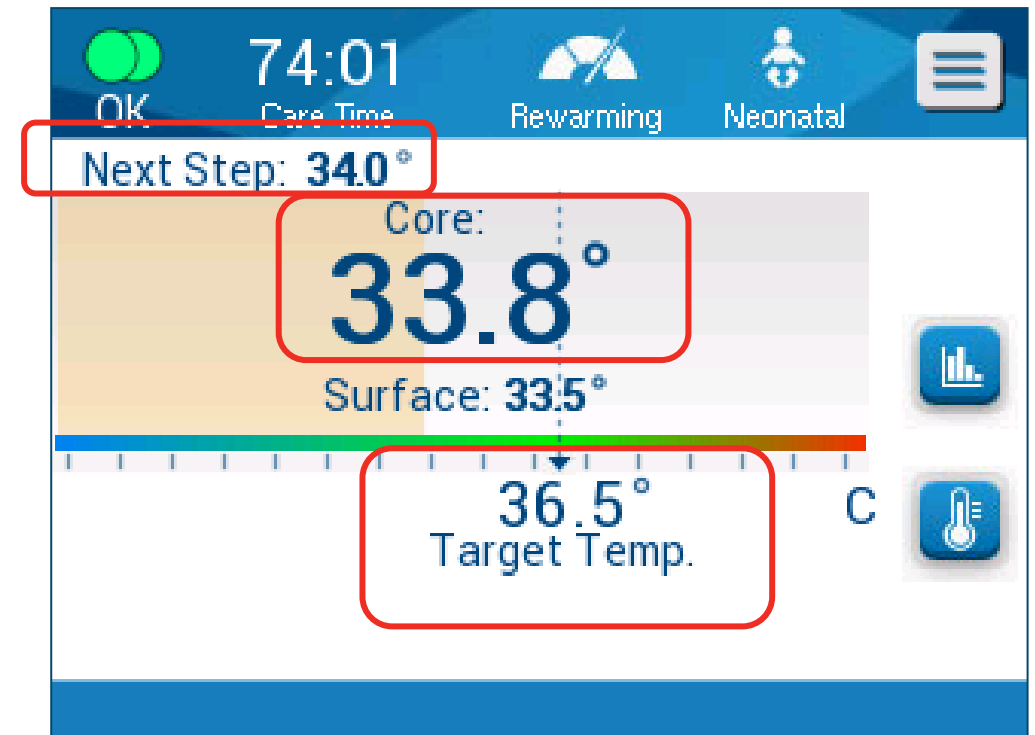 74:01
OK Care Time Rewarming Neonatal
Next Step: 34.0°
Core:
33.8°
Surface: 33.5°
36.5° C
Target Temp.